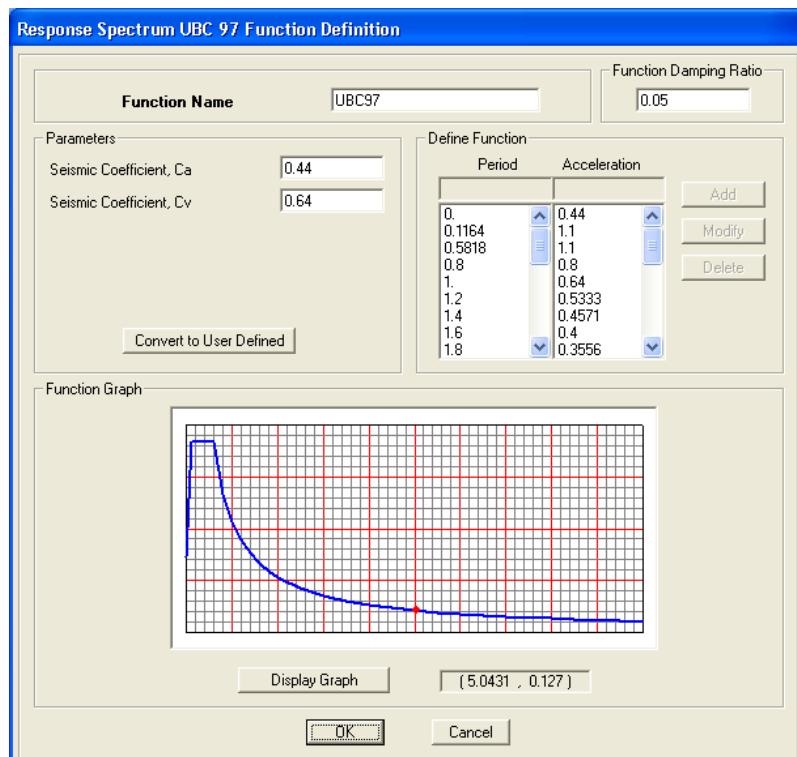 Response Spectrum UBC 97 Function Definition
Function Damping Ratio
Function Name UBC97 0.05
Parameters
Seismic Coefficient, Ca 0.44
Seismic Coefficient, Cv 0.64
Convert to User Defined
Define Function
Period Acceleration
0. 0.44
0.1164 1.1
0.5818 1.1
0.8 0.8
1. 0.64
1.2 0.5333
1.4 0.4571
1.6 0.4
1.8 0.3556
Add
Modify
Delete
Function Graph
Display Graph (5.0431 , 0.127)
OK Cancel